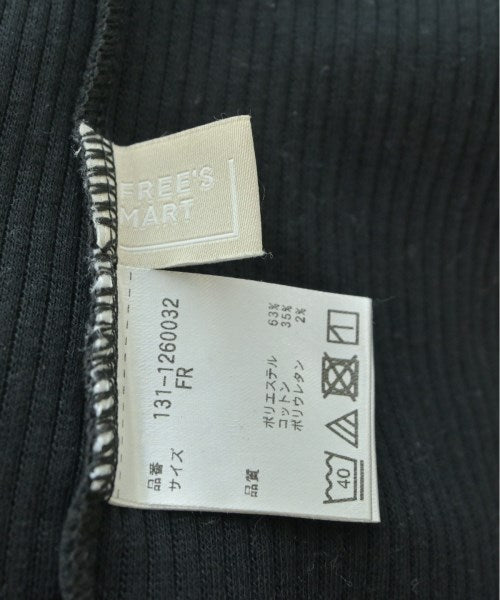 FREE'S
MART
品番 131-1260032
サイズ FR
品質 ポリエステル 63%
コットン 35%
ポリウレタン 2%
40